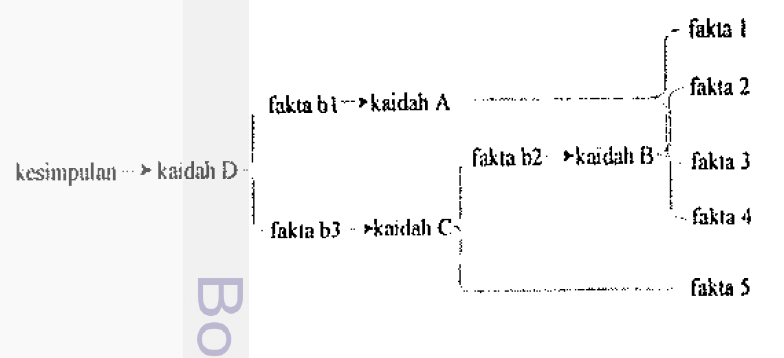 fakta 1
fakta 2
fakta b1 kaidah A
fakta b2 kaidah B fakta 3
kesimpulan kaidah D
fakta 4
fakta b3 kaidah C
fakta 5
Bo